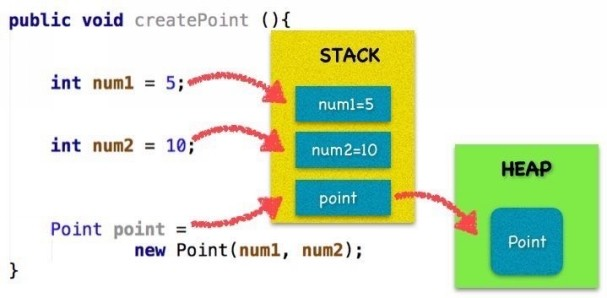 public void createPoint (){
STACK
int num1 = 5;
num1=5
int num2 = 10;
num2=10
HEAP
point
Point point =
Point
new Point(num1, num2);
}